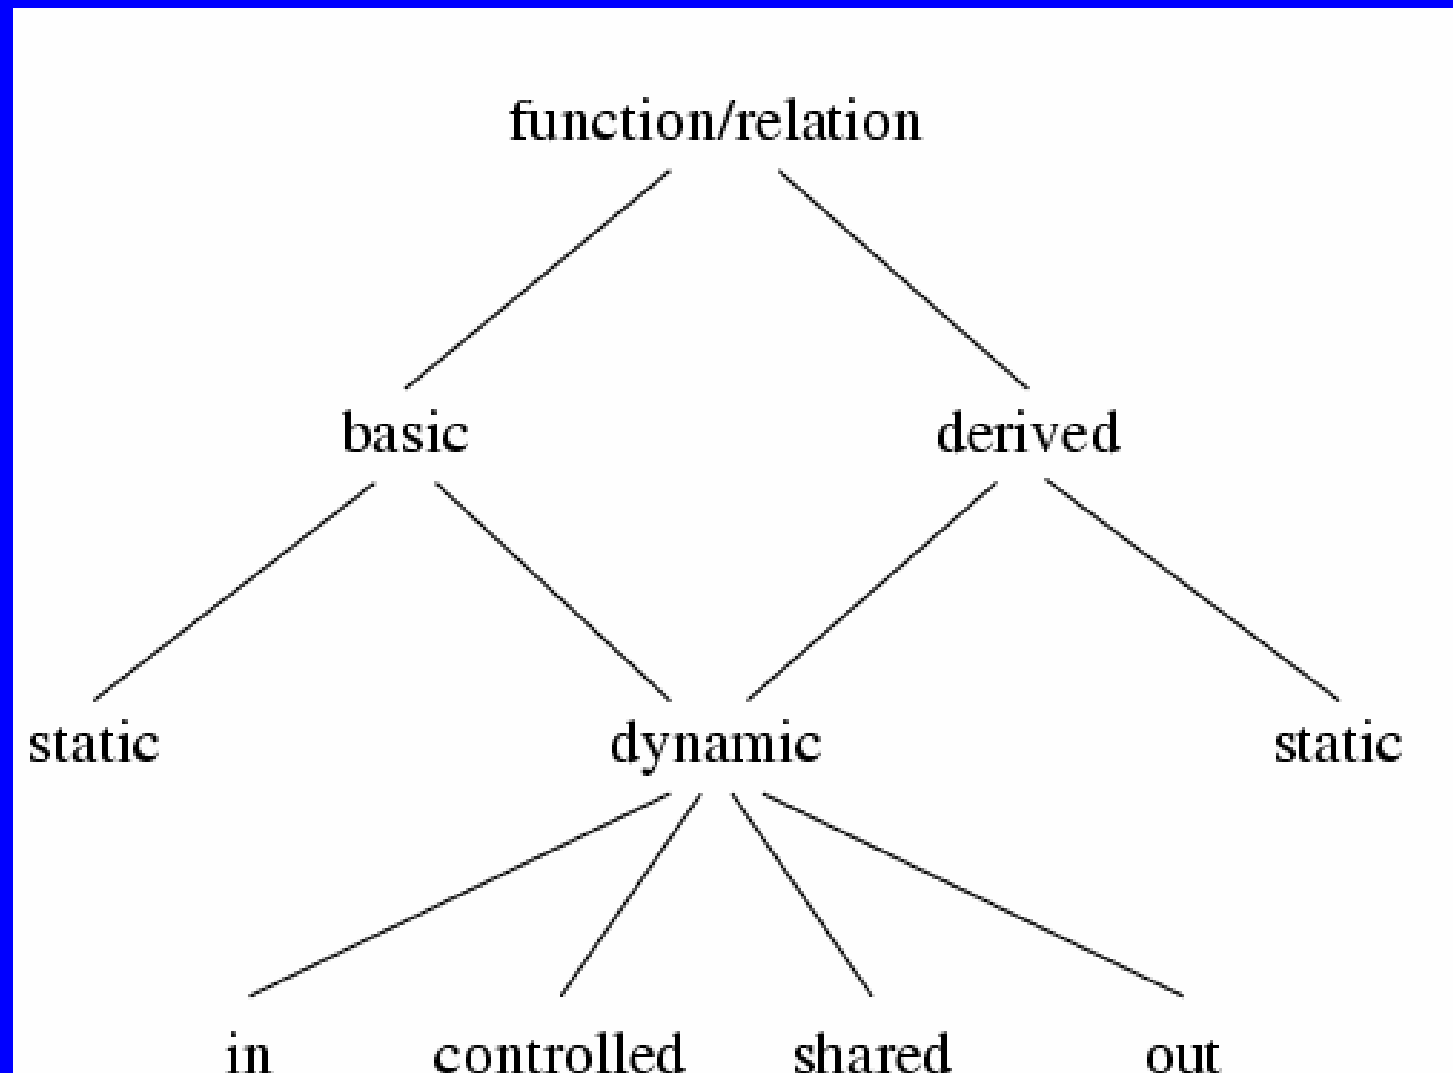 function/relation
basic derived
static dynamic static
in controlled shared out